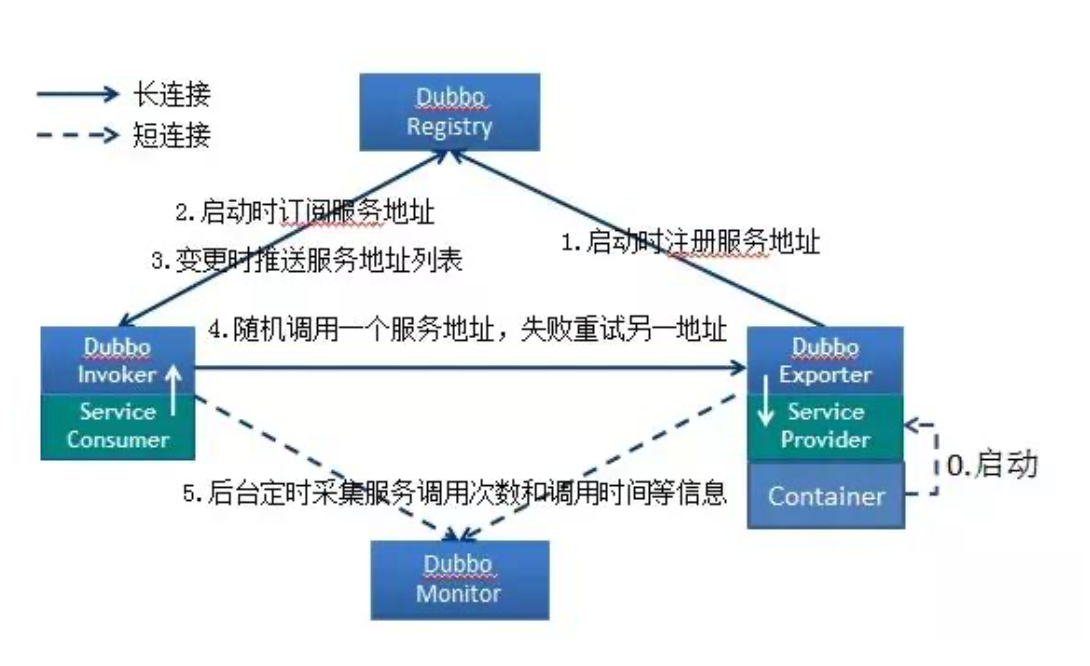 长连接
短连接
Dubbo
Registry
2.启动时订阅服务地址
3.变更时推送服务地址列表
1.启动时注册服务地址
4.随机调用一个服务地址，失败重试另一地址
Dubbo
Invoker
Service
Consumer
Dubbo
Exporter
Service
Provider
Container
0.启动
5.后台定时采集服务调用次数和调用时间等信息
Dubbo
Monitor